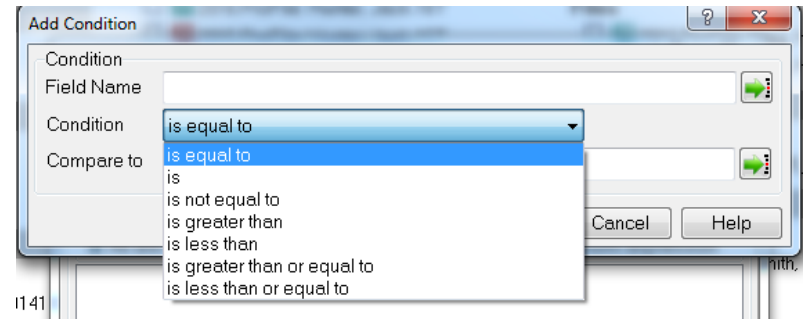 Add Condition
?
x
Condition
Field Name
Condition
is equal to
Compare to
is equal to
is
is not equal to
is greater than
is less than
is greater than or equal to
is less than or equal to
Cancel
Help
1141